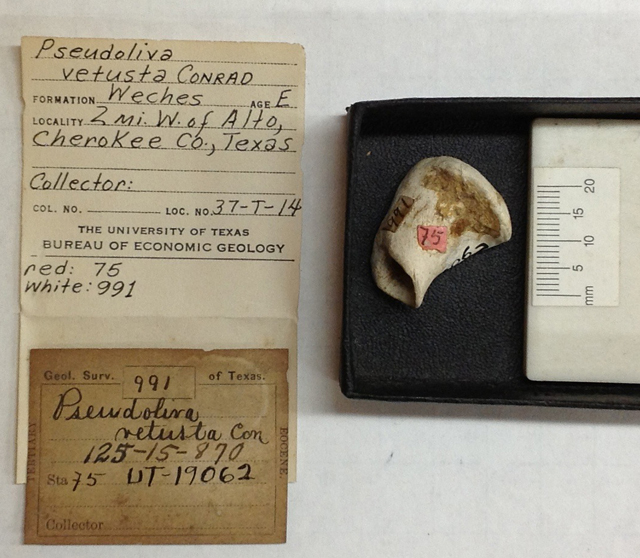 Pseudoliva
vetusta CONRAD
FORMATION Weches AGE E
LOCALITY 2 mi. W. of Alto,
Cherokee Co., Texas
Collector:
COL. NO. LOC. NO. 37-T-14
THE UNIVERSITY OF TEXAS
BUREAU OF ECONOMIC GEOLOGY
red: 75
white: 991
Geol. Surv. 991 of Texas.
Pseudoliva
vetusta Con
125-15-870
Sta 75 UT-19062
Collector
TERTIARY
EOCENE
75
20
15
10
5
mm